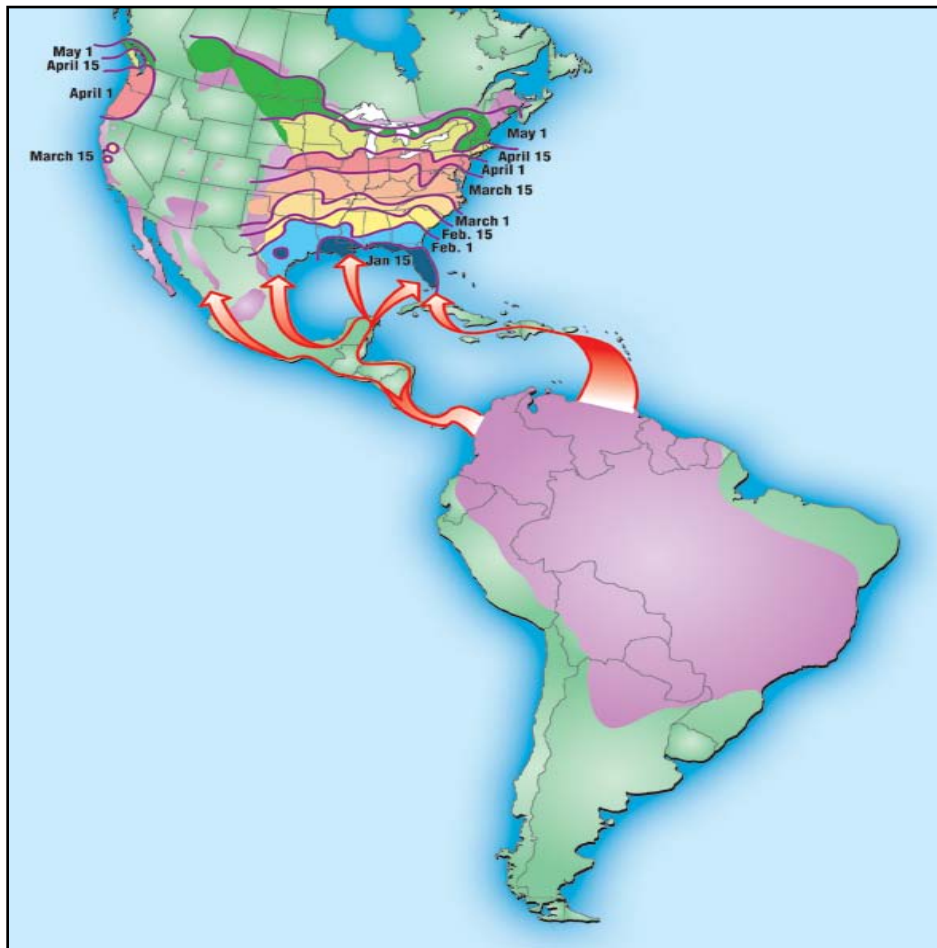 May 1
April 15
April 1
March 15
May 1
April 15
April 1
March 15
March 1
Feb. 15
Feb. 1
Jan 15